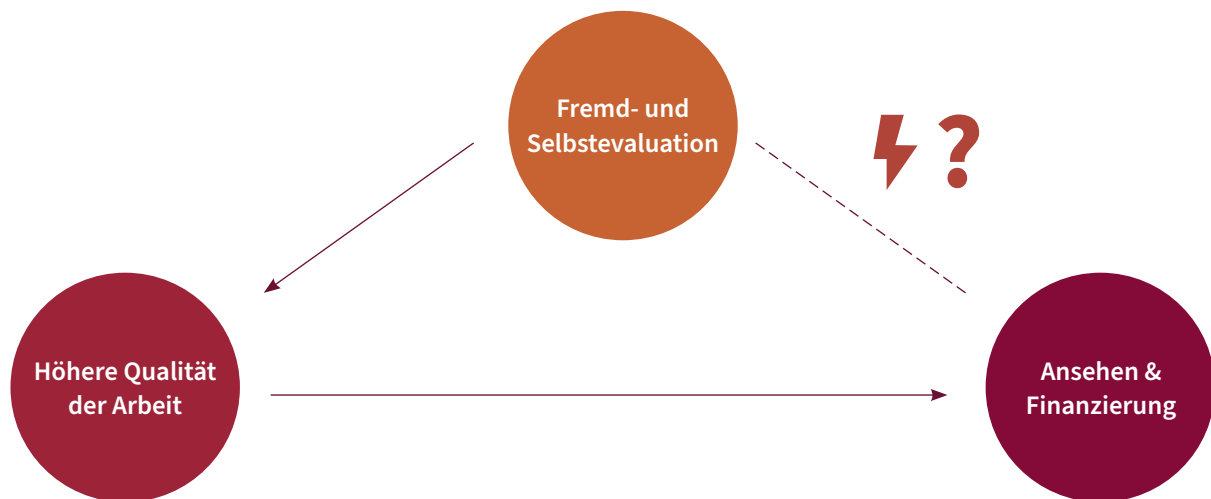 Fremd- und
Selbstevaluation
?
Höhere Qualität
der Arbeit
Ansehen &
Finanzierung